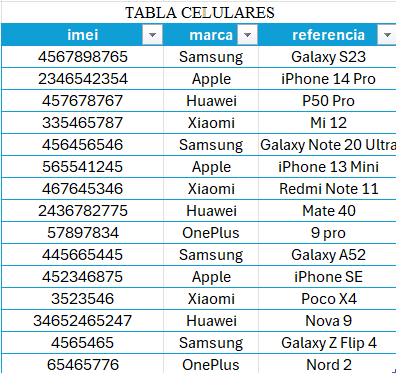 TABLA CELULARES
imei marca referencia
4567898765 Samsung Galaxy S23
2346542354 Apple iPhone 14 Pro
457678767 Huawei P50 Pro
335465787 Xiaomi Mi 12
456456546 Samsung Galaxy Note 20 Ultra
565541245 Apple iPhone 13 Mini
467645346 Xiaomi Redmi Note 11
2436782775 Huawei Mate 40
57897834 OnePlus 9 pro
445665445 Samsung Galaxy A52
452346875 Apple iPhone SE
3523546 Xiaomi Poco X4
34652465247 Huawei Nova 9
4565465 Samsung Galaxy Z Flip 4
65465776 OnePlus Nord 2